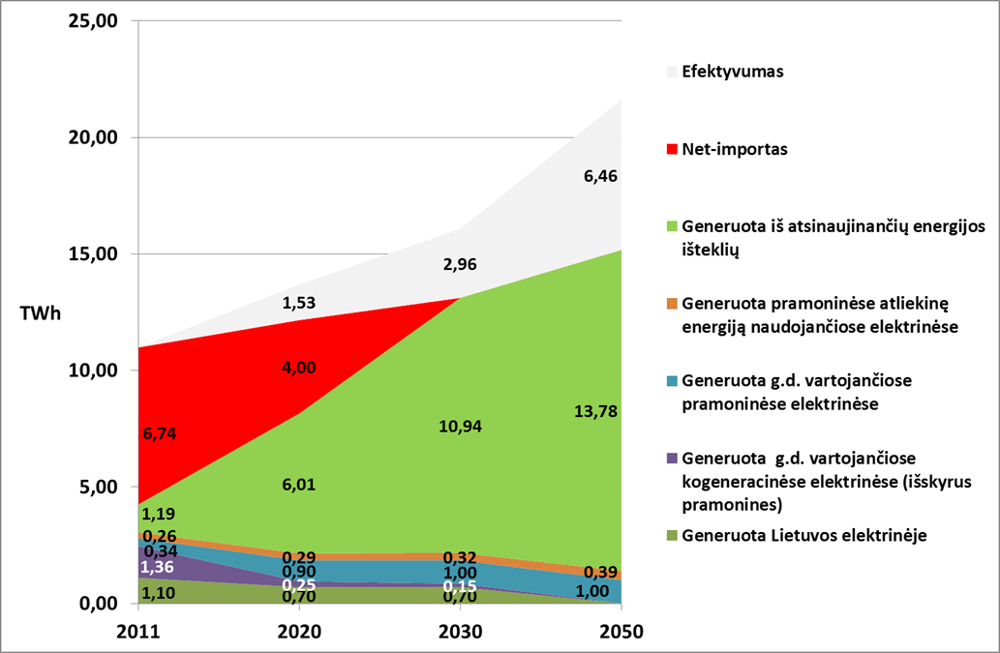 25,00
20,00
15,00
10,00
5,00
0,00
TWh
2011
2020
2030
2050
6,74
1,19
0,26
0,34
1,36
1,10
1,53
4,00
6,01
0,29
0,90
0,25
0,70
2,96
10,94
0,32
1,00
0,15
0,70
6,46
13,78
0,39
1,00
Efektyvumas
Net-importas
Generuota iš atsinaujinančių energijos
išteklių
Generuota pramoninėse atliekinę
energiją naudojančiose elektrinėse
Generuota g.d. vartojančiose
pramoninėse elektrinėse
Generuota  g.d. vartojančiose
kogeneracinėse elektrinėse (išskyrus
pramonines)
Generuota Lietuvos elektrinėje